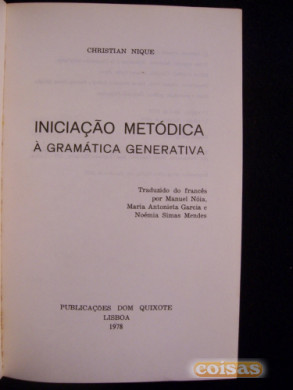 CHRISTIAN NIQUE
INICIAÇÃO METÓDICA
À GRAMÁTICA GENERATIVA
Traduzido do francês
por Manuel Nóia,
Maria Antonieta Garcia e
Noémia Simas Mendes
PUBLICAÇÕES DOM QUIXOTE
LISBOA
1978
coisas